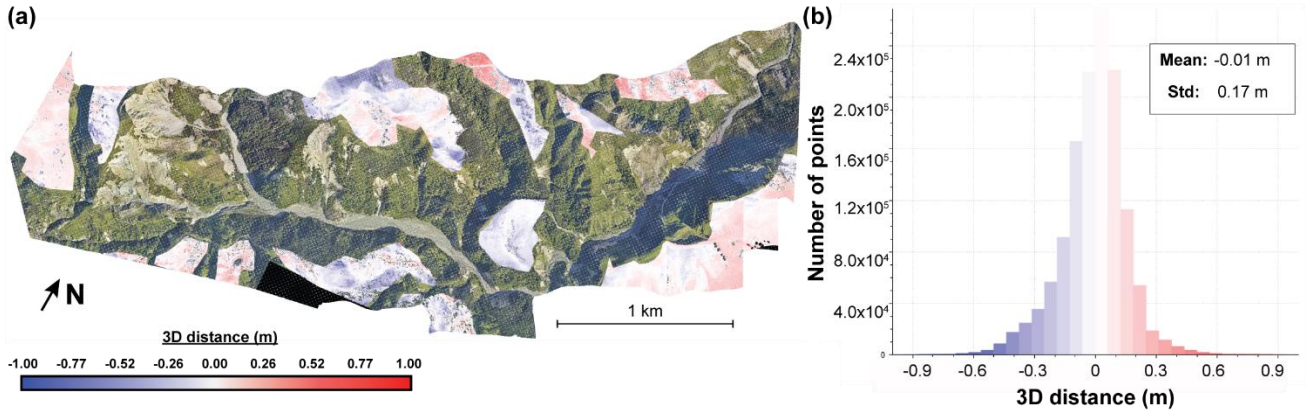 (a)
N
1 km
3D distance (m)
-1.00 -0.77 -0.52 -0.26 0.00 0.26 0.52 0.77 1.00
(b)
Number of points
2.4x10⁵
2.0x10⁵
1.6x10⁵
1.2x10⁵
8.0x10⁴
4.0x10⁴
0
Mean: -0.01 m
Std: 0.17 m
-0.9 -0.6 -0.3 0 0.3 0.6 0.9
3D distance (m)